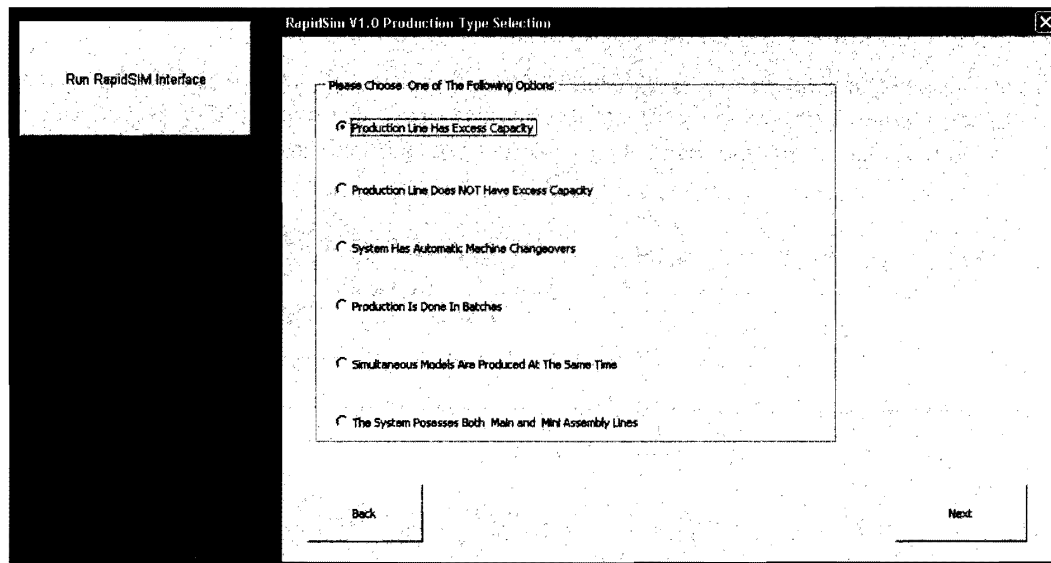 RapidSim V1.0 Production Type Selection
Run RapidSIM Interface
Please Choose One of The Following Options
Production Line Has Excess Capacity
Production Line Does NOT Have Excess Capacity
System Has Automatic Machine Changeovers
Production Is Done In Batches
Simultaneous Models Are Produced At The Same Time
The System Posesses Both Main and Mini Assembly Lines
Back
Next